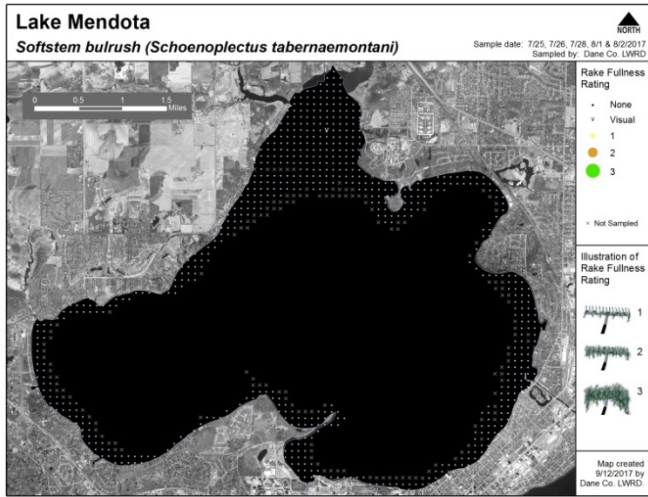 Lake Mendota
Softstem bulrush (Schoenoplectus tabernaemontani)
NORTH
Sample date: 7/25, 7/26, 7/28, 8/1 & 8/2/2017
Sampled by: Dane Co. LWRD
0 0.5 1 1.5
Miles
v
Rake Fullness
Rating
None
v Visual
1
2
3
× Not Sampled
Illustration of
Rake Fullness
Rating
1
2
3
Map created
9/12/2017 by
Dane Co. LWRD.